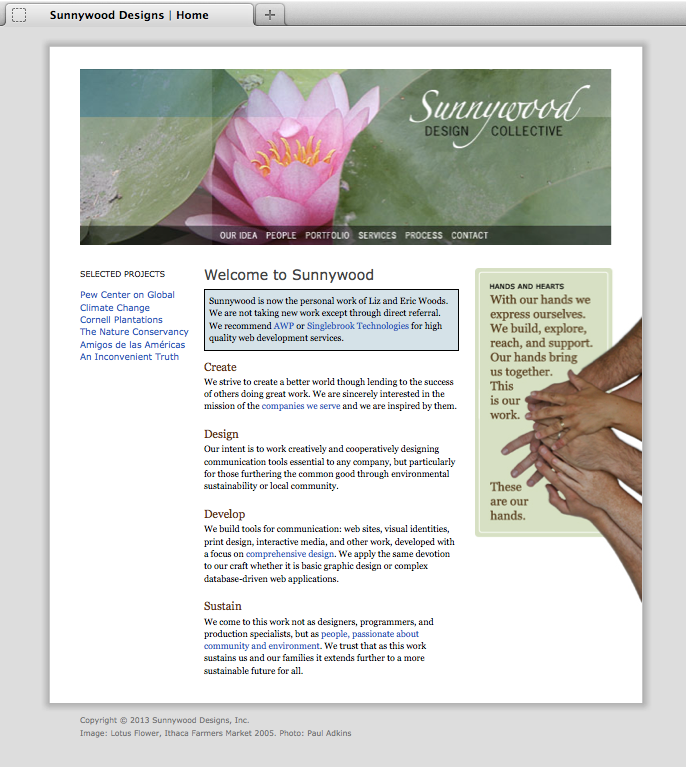 Sunnywood Designs | Home
Sunnywood
DESIGN COLLECTIVE
OUR IDEA PEOPLE PORTFOLIO SERVICES PROCESS CONTACT
SELECTED PROJECTS
Pew Center on Global
Climate Change
Cornell Plantations
The Nature Conservancy
Amigos de las Américas
An Inconvenient Truth
Welcome to Sunnywood
Sunnywood is now the personal work of Liz and Eric Woods.
We are not taking new work except through direct referral.
We recommend AWP or Singlebrook Technologies for high
quality web development services.
Create
We strive to create a better world though lending to the success
of others doing great work. We are sincerely interested in the
mission of the companies we serve and we are inspired by them.
Design
Our intent is to work creatively and cooperatively designing
communication tools essential to any company, but particularly
for those furthering the common good through environmental
sustainability or local community.
Develop
We build tools for communication: web sites, visual identities,
print design, interactive media, and other work, developed with
a focus on comprehensive design. We apply the same devotion
to our craft whether it is basic graphic design or complex
database-driven web applications.
Sustain
We come to this work not as designers, programmers, and
production specialists, but as people, passionate about
community and environment. We trust that as this work
sustains us and our families it extends further to a more
sustainable future for all.
HANDS AND HEARTS
With our hands we
express ourselves.
We build, explore,
reach, and support.
Our hands bring
us together.
This
is our
work.
These
are our
hands.
Copyright © 2013 Sunnywood Designs, Inc.
Image: Lotus Flower, Ithaca Farmers Market 2005. Photo: Paul Adkins